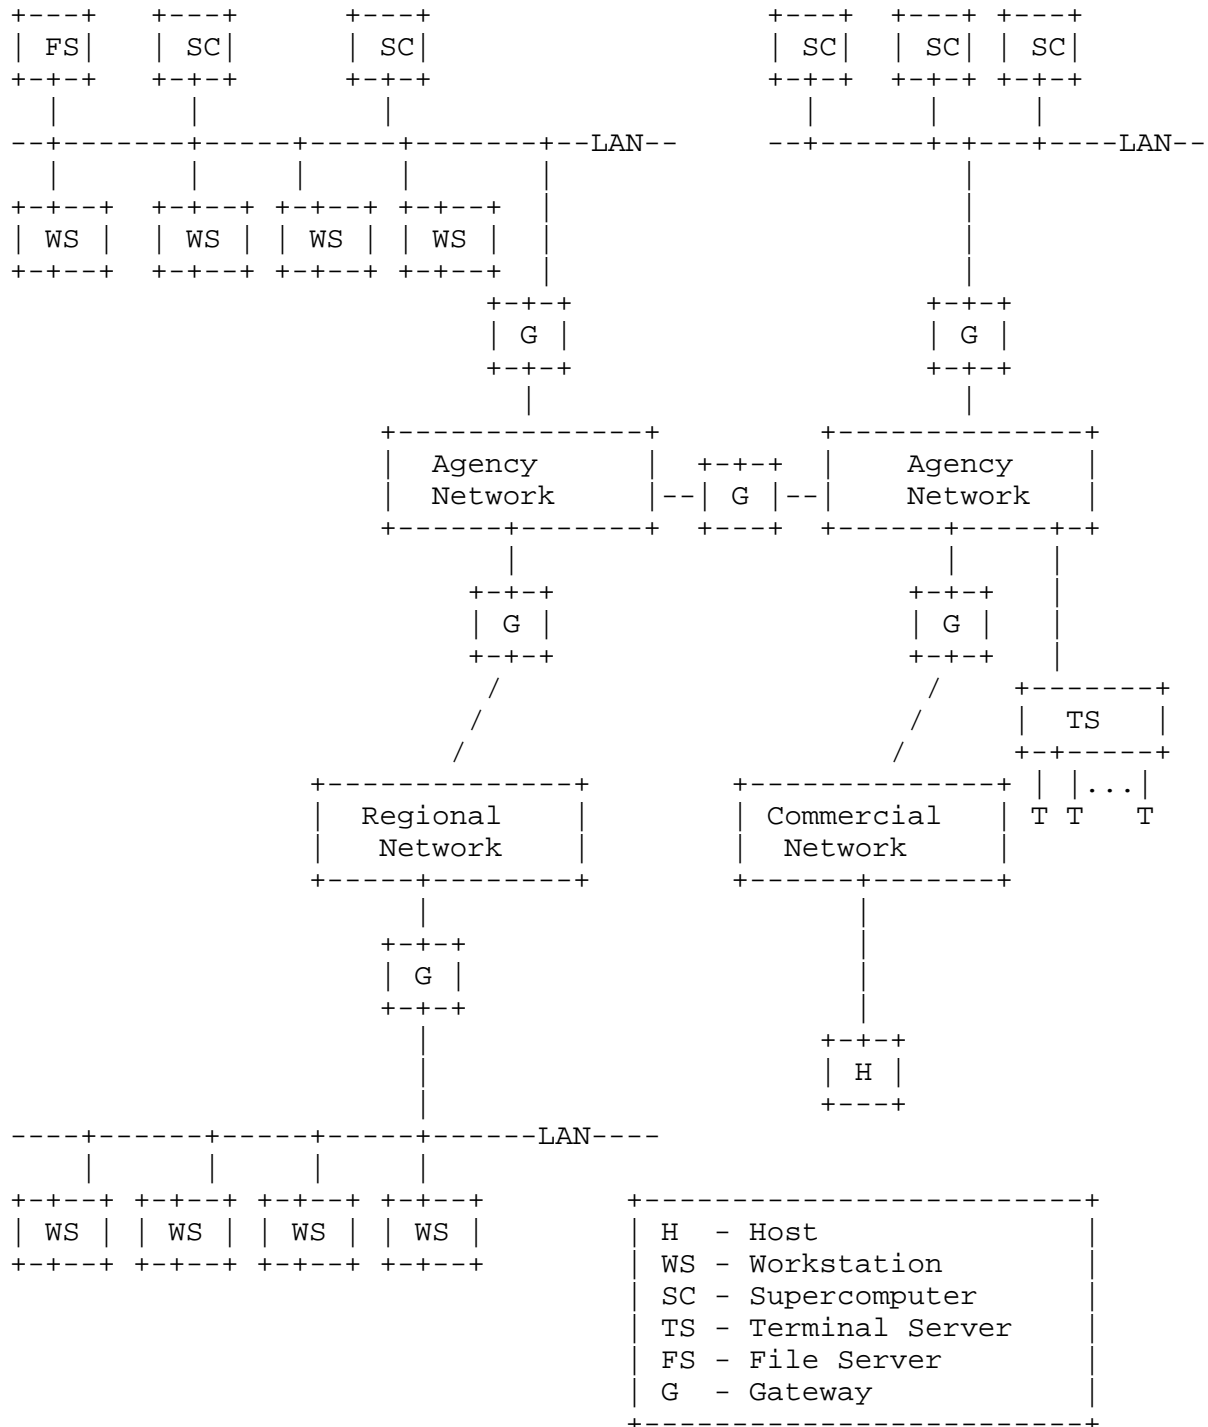 FS SC SC SC SC SC
LAN LAN
WS WS WS WS
G G
Agency Agency
Network G Network
G G
TS
Regional Commercial T T ... T
Network Network
G
H
LAN
WS WS WS WS
H - Host
WS - Workstation
SC - Supercomputer
TS - Terminal Server
FS - File Server
G - Gateway